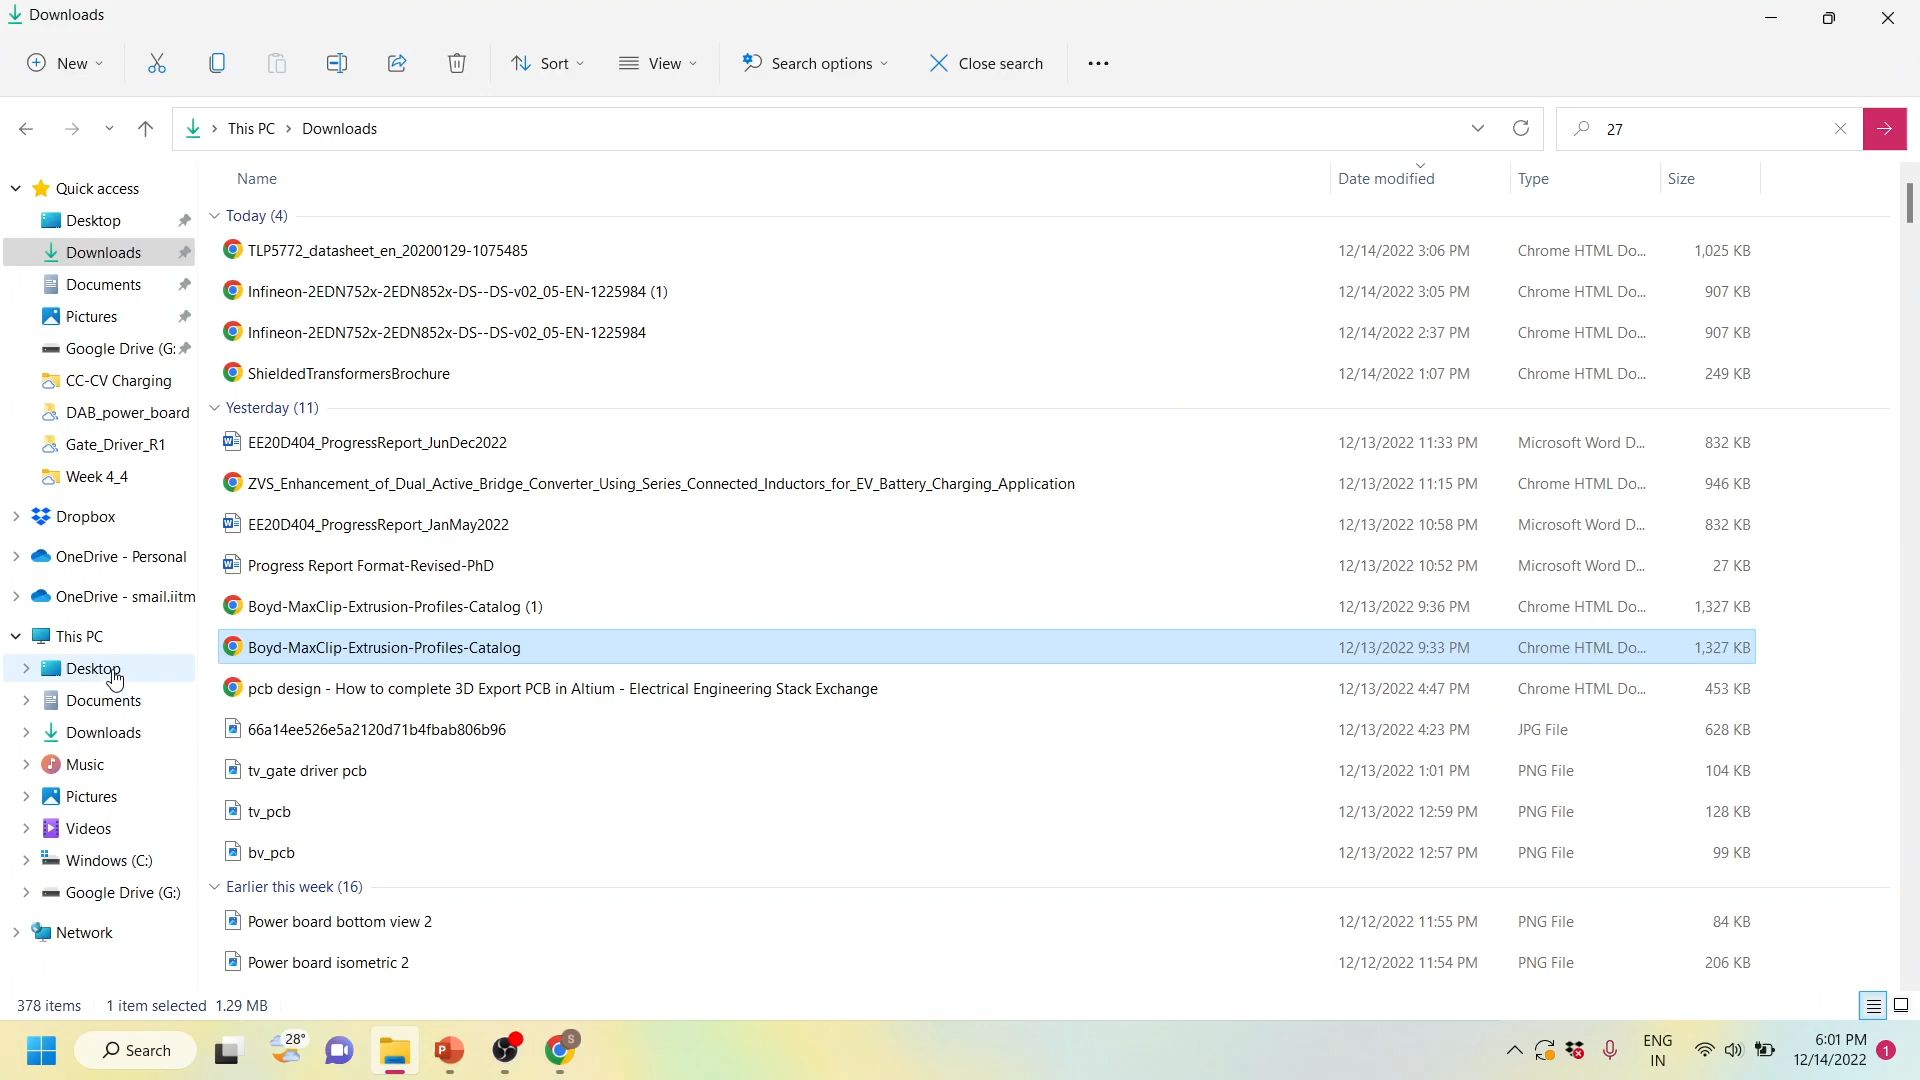 Downloads
New
Sort
View
Search options
Close search
This PC
Downloads
27
Quick access
Desktop
Downloads
Documents
Pictures
Google Drive (G:
CC-CV Charging
DAB_power_board
Gate_Driver_R1
Week 4_4
Dropbox
OneDrive - Personal
OneDrive - smail.iitm
This PC
Desktop
Documents
Downloads
Music
Pictures
Videos
Windows (C:)
Google Drive (G:)
Network
Name Date modified Type Size
Today (4)
TLP5772_datasheet_en_20200129-1075485 12/14/2022 3:06 PM Chrome HTML Do... 1,025 KB
Infineon-2EDN752x-2EDN852x-DS--DS-v02_05-EN-1225984 (1) 12/14/2022 3:05 PM Chrome HTML Do... 907 KB
Infineon-2EDN752x-2EDN852x-DS--DS-v02_05-EN-1225984 12/14/2022 2:37 PM Chrome HTML Do... 907 KB
ShieldedTransformersBrochure 12/14/2022 1:07 PM Chrome HTML Do... 249 KB
Yesterday (11)
EE20D404_ProgressReport_JunDec2022 12/13/2022 11:33 PM Microsoft Word D... 832 KB
ZVS_Enhancement_of_Dual_Active_Bridge_Converter_Using_Series_Connected_Inductors_for_EV_Battery_Charging_Application 12/13/2022 11:15 PM Chrome HTML Do... 946 KB
EE20D404_ProgressReport_JanMay2022 12/13/2022 10:58 PM Microsoft Word D... 832 KB
Progress Report Format-Revised-PhD 12/13/2022 10:52 PM Microsoft Word D... 27 KB
Boyd-MaxClip-Extrusion-Profiles-Catalog (1) 12/13/2022 9:36 PM Chrome HTML Do... 1,327 KB
Boyd-MaxClip-Extrusion-Profiles-Catalog 12/13/2022 9:33 PM Chrome HTML Do... 1,327 KB
pcb design - How to complete 3D Export PCB in Altium - Electrical Engineering Stack Exchange 12/13/2022 4:47 PM Chrome HTML Do... 453 KB
66a14ee526e5a2120d71b4fbab806b96 12/13/2022 4:23 PM JPG File 628 KB
tv_gate driver pcb 12/13/2022 1:01 PM PNG File 104 KB
tv_pcb 12/13/2022 12:59 PM PNG File 128 KB
bv_pcb 12/13/2022 12:57 PM PNG File 99 KB
Earlier this week (16)
Power board bottom view 2 12/12/2022 11:55 PM PNG File 84 KB
Power board isometric 2 12/12/2022 11:54 PM PNG File 206 KB
378 items 1 item selected 1.29 MB
Search
28°
S
ENG
IN
6:01 PM
12/14/2022
1